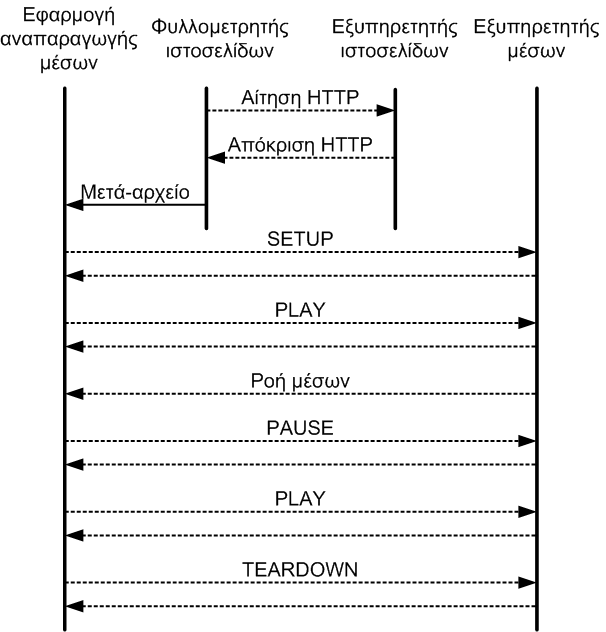 Εφαρμογή
αναπαραγωγής
μέσων
Φυλλομετρητής
ιστοσελίδων
Εξυπηρετητής
ιστοσελίδων
Εξυπηρετητής
μέσων
Αίτηση HTTP
Απόκριση HTTP
Μετά-αρχείο
SETUP
PLAY
Ροή μέσων
PAUSE
PLAY
TEARDOWN